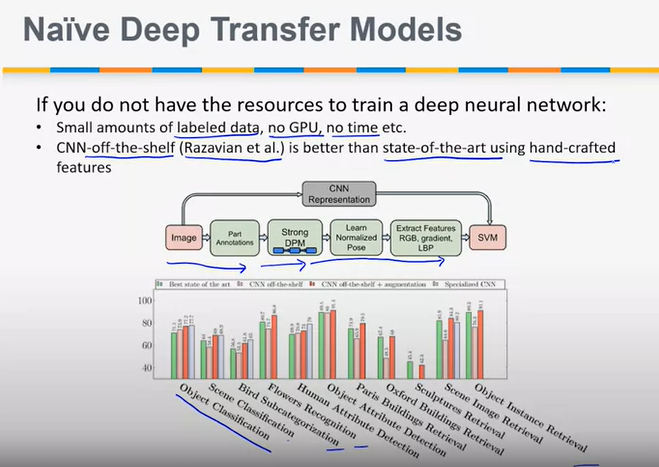 Naïve Deep Transfer Models
If you do not have the resources to train a deep neural network:
• Small amounts of labeled data, no GPU, no time etc.
• CNN-off-the-shelf (Razavian et al.) is better than state-of-the-art using hand-crafted
features
CNN
Representation
Image
Part
Annotations
Strong
DPM
Learn
Normalized
Pose
Extract Features
RGB, gradient,
LBP
SVM
Best state of the art
CNN off-the-shelf
CNN off-the-shelf + augmentation
Specialized CNN
100
80
60
40
Object Classification
Scene Classification
Bird Subcategorization
Flowers Recognition
Human Attribute Detection
Object Attribute Detection
Paris Buildings Retrieval
Oxford Buildings Retrieval
Sculptures Retrieval
Scene Image Retrieval
Object Instance Retrieval